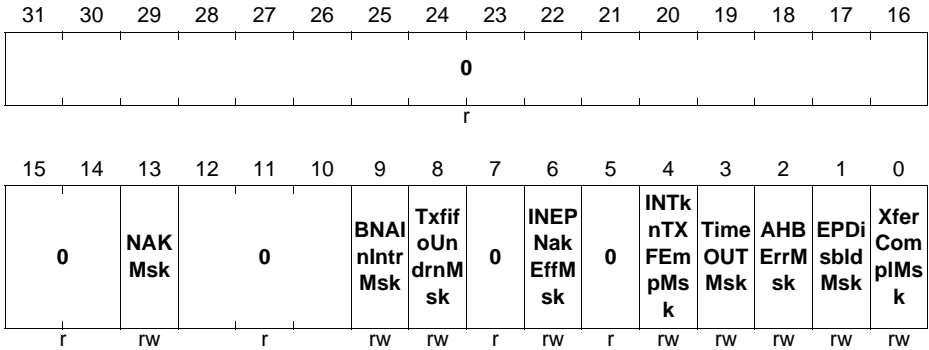 31 30 29 28 27 26 25 24 23 22 21 20 19 18 17 16
0
r
15 14 13 12 11 10 9 8 7 6 5 4 3 2 1 0
0
NAK
Msk
0
BNAI
nIntr
Msk
Txfif
oUn
drnM
sk
0
INEP
Nak
EffM
sk
0
INTk
nTX
FEm
pMs
k
Time
OUT
Msk
AHB
ErrM
sk
EPDi
sbld
Msk
Xfer
Com
plMs
k
r rw r rw rw r rw r rw rw rw rw rw